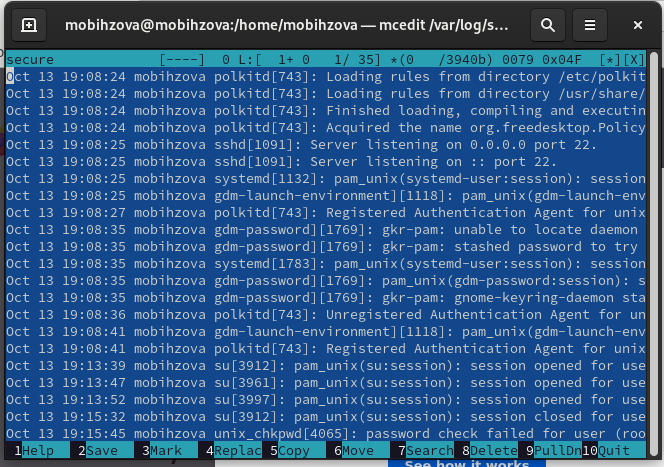 mobihzova@mobihzova:/home/mobihzova — mcedit /var/log/s...
secure [----] 0 L:[ 1+ 0 1/ 35] *(0 /3940b) 0079 0x04F [*][X]
Oct 13 19:08:24 mobihzova polkitd[743]: Loading rules from directory /etc/polkit
Oct 13 19:08:24 mobihzova polkitd[743]: Loading rules from directory /usr/share/
Oct 13 19:08:24 mobihzova polkitd[743]: Finished loading, compiling and executin
Oct 13 19:08:24 mobihzova polkitd[743]: Acquired the name org.freedesktop.Policy
Oct 13 19:08:25 mobihzova sshd[1091]: Server listening on 0.0.0.0 port 22.
Oct 13 19:08:25 mobihzova sshd[1091]: Server listening on :: port 22.
Oct 13 19:08:25 mobihzova systemd[1132]: pam_unix(systemd-user:session): session
Oct 13 19:08:25 mobihzova gdm-launch-environment][1118]: pam_unix(gdm-launch-env
Oct 13 19:08:27 mobihzova polkitd[743]: Registered Authentication Agent for unix
Oct 13 19:08:35 mobihzova gdm-password][1769]: gkr-pam: unable to locate daemon
Oct 13 19:08:35 mobihzova gdm-password][1769]: gkr-pam: stashed password to try
Oct 13 19:08:35 mobihzova systemd[1783]: pam_unix(systemd-user:session): session
Oct 13 19:08:35 mobihzova gdm-password][1769]: pam_unix(gdm-password:session): s
Oct 13 19:08:35 mobihzova gdm-password][1769]: gkr-pam: gnome-keyring-daemon sta
Oct 13 19:08:36 mobihzova polkitd[743]: Unregistered Authentication Agent for un
Oct 13 19:08:41 mobihzova gdm-launch-environment][1118]: pam_unix(gdm-launch-env
Oct 13 19:08:41 mobihzova polkitd[743]: Registered Authentication Agent for unix
Oct 13 19:13:39 mobihzova su[3912]: pam_unix(su:session): session opened for use
Oct 13 19:13:47 mobihzova su[3961]: pam_unix(su:session): session opened for use
Oct 13 19:13:52 mobihzova su[3997]: pam_unix(su:session): session opened for use
Oct 13 19:15:32 mobihzova su[3912]: pam_unix(su:session): session closed for use
Oct 13 19:15:45 mobihzova unix_chkpwd[4065]: password check failed for user (roo
1Help 2Save 3Mark 4Replac 5Copy 6Move 7Search 8Delete 9PullDn 10Quit
See how it works